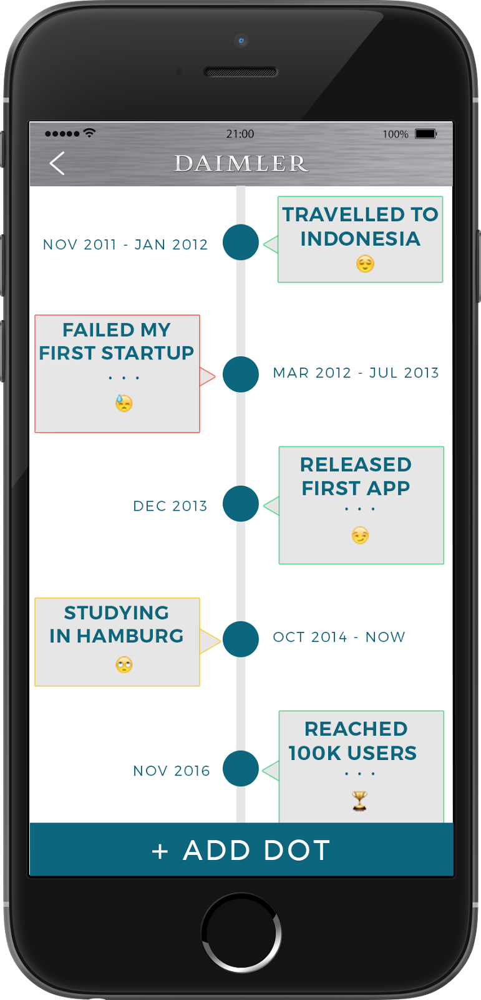 21:00
100%
DAIMLER
NOV 2011 - JAN 2012
TRAVELLED TO
INDONESIA
FAILED MY
FIRST STARTUP
. . .
MAR 2012 - JUL 2013
DEC 2013
RELEASED
FIRST APP
. . .
STUDYING
IN HAMBURG
OCT 2014 - NOW
NOV 2016
REACHED
100K USERS
. . .
+ ADD DOT